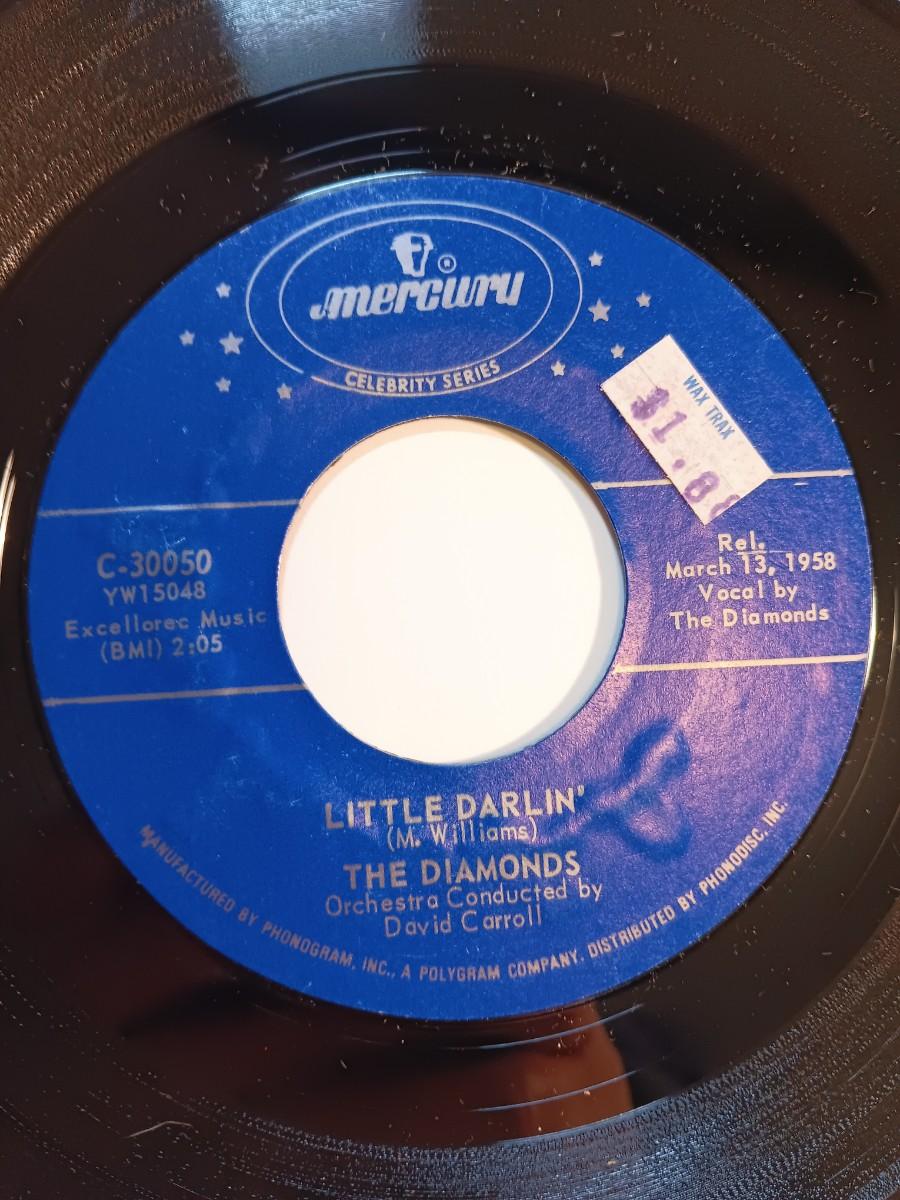 ®
mercury
CELEBRITY SERIES
WAX TRAX
C-30050
YW15048
Excellorec Music
(BMI) 2:05
Rel.
March 13, 1958
Vocal by
The Diamonds
LITTLE DARLIN'
(M. Williams)
THE DIAMONDS
Orchestra Conducted by
David Carroll
MANUFACTURED BY PHONOGRAM, INC., A POLYGRAM COMPANY. DISTRIBUTED BY PHONODISC, INC.